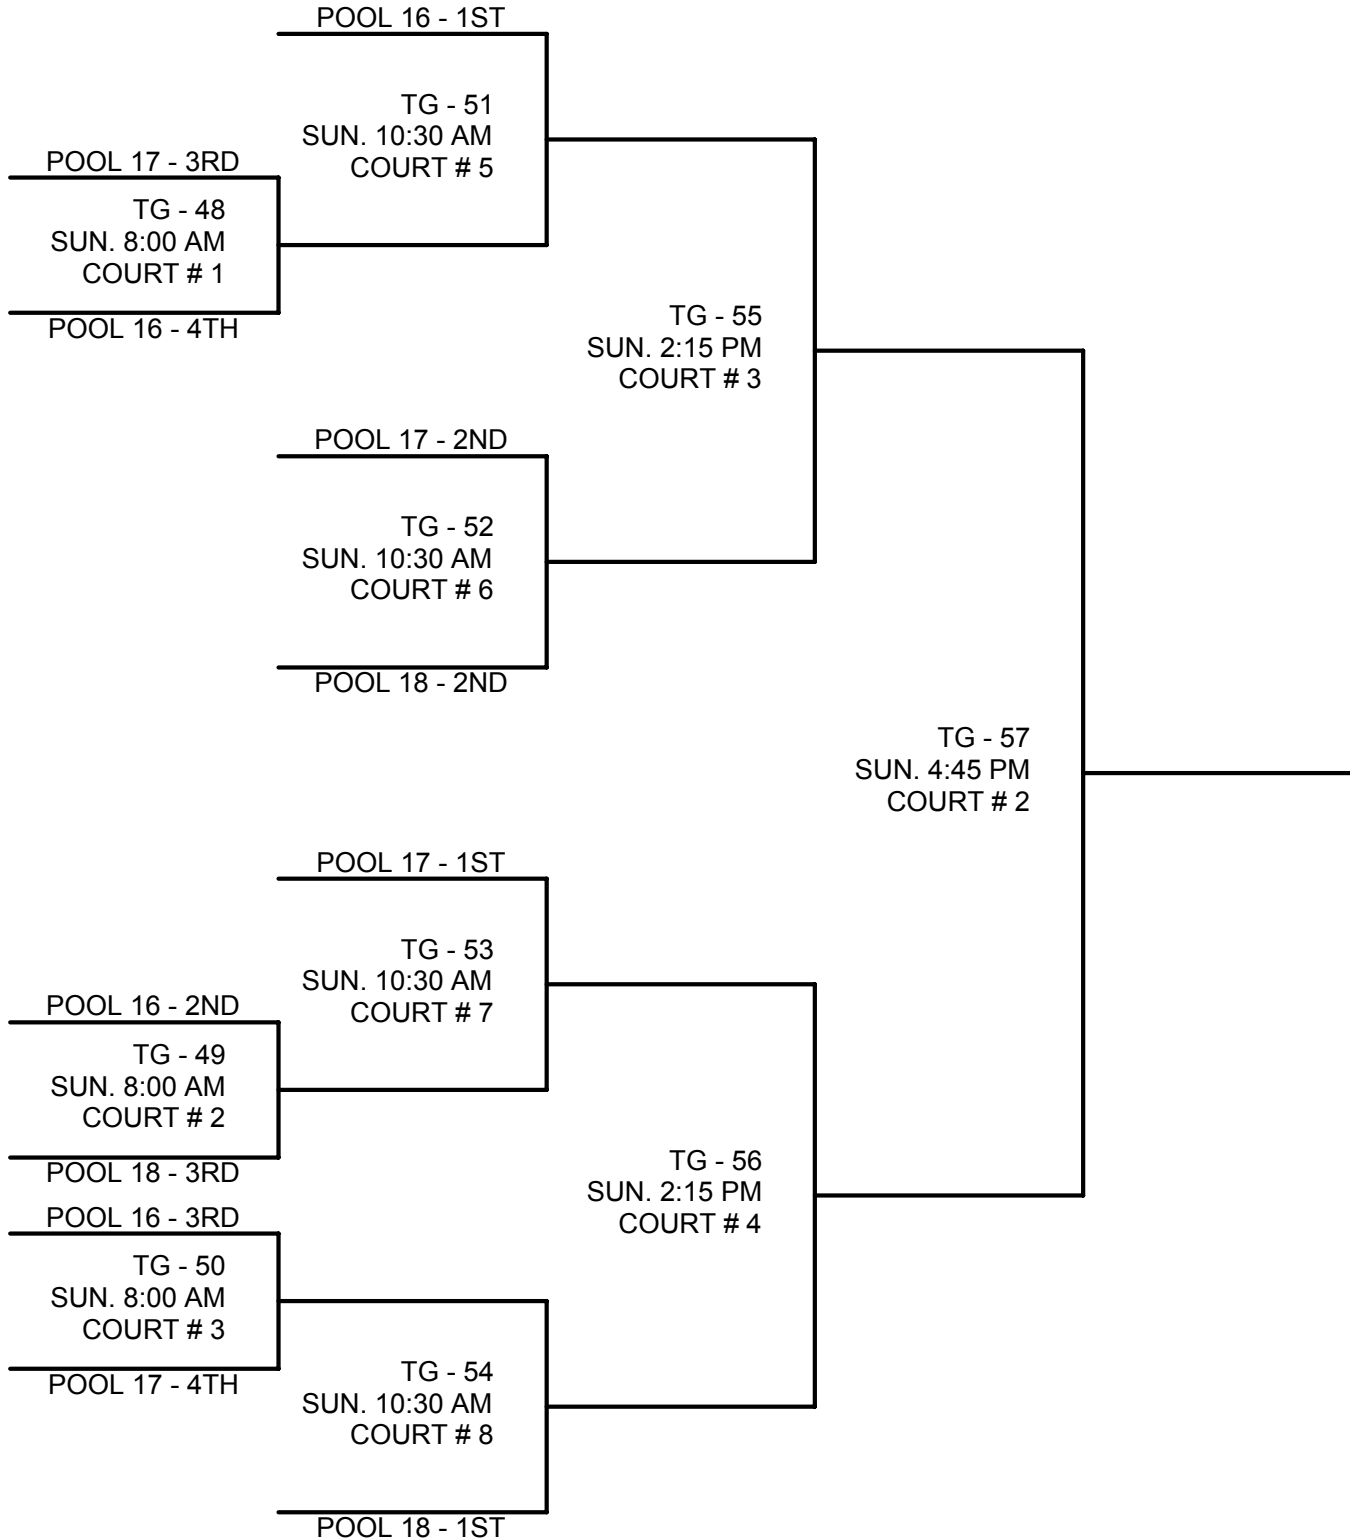 POOL 16 - 1ST
TG - 51
SUN. 10:30 AM
COURT # 5
POOL 17 - 3RD
TG - 48
SUN. 8:00 AM
COURT # 1
POOL 16 - 4TH
TG - 55
SUN. 2:15 PM
COURT # 3
POOL 17 - 2ND
TG - 52
SUN. 10:30 AM
COURT # 6
POOL 18 - 2ND
TG - 57
SUN. 4:45 PM
COURT # 2
POOL 17 - 1ST
TG - 53
SUN. 10:30 AM
COURT # 7
POOL 16 - 2ND
TG - 49
SUN. 8:00 AM
COURT # 2
POOL 18 - 3RD
TG - 56
SUN. 2:15 PM
COURT # 4
POOL 16 - 3RD
TG - 50
SUN. 8:00 AM
COURT # 3
POOL 17 - 4TH
TG - 54
SUN. 10:30 AM
COURT # 8
POOL 18 - 1ST